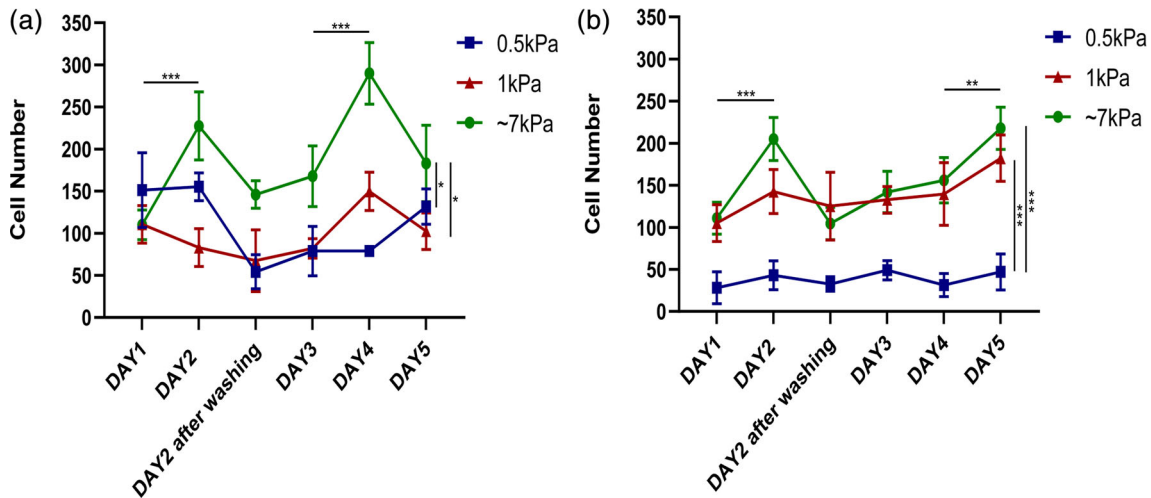 (a)
Cell Number
350
300
250
200
150
100
50
0
***
***
*
*
0.5kPa
1kPa
~7kPa
DAY1
DAY2
DAY2 after washing
DAY3
DAY4
DAY5
(b)
Cell Number
350
300
250
200
150
100
50
0
***
**
***
***
0.5kPa
1kPa
~7kPa
DAY1
DAY2
DAY2 after washing
DAY3
DAY4
DAY5